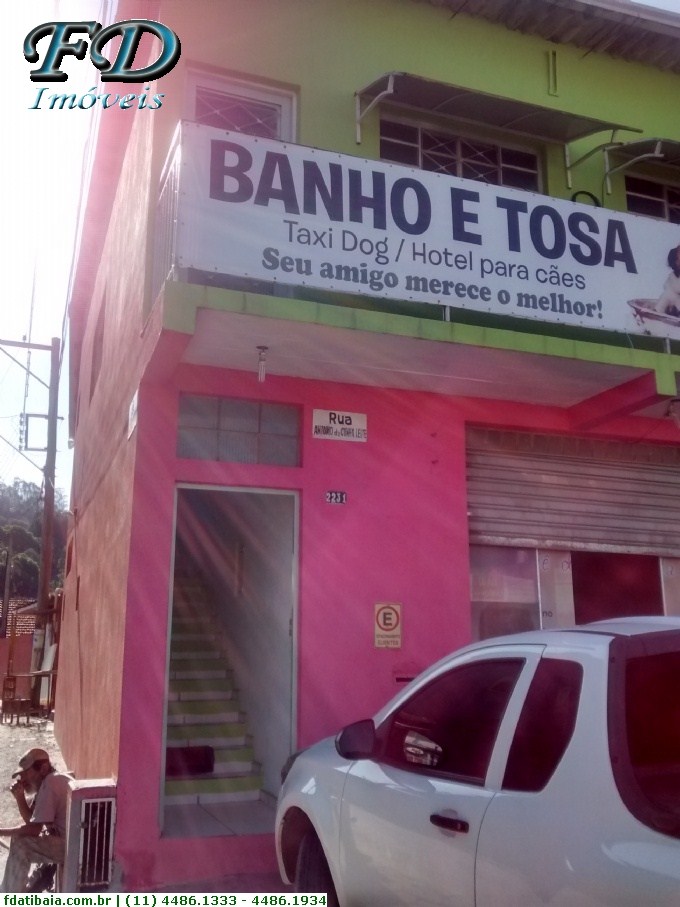 FD
Imóveis
BANHO E TOSA
Taxi Dog / Hotel para cães
Seu amigo merece o melhor!
Rua
2231
E
fdatibaia.com.br | (11) 4486.1333 - 4486.1934